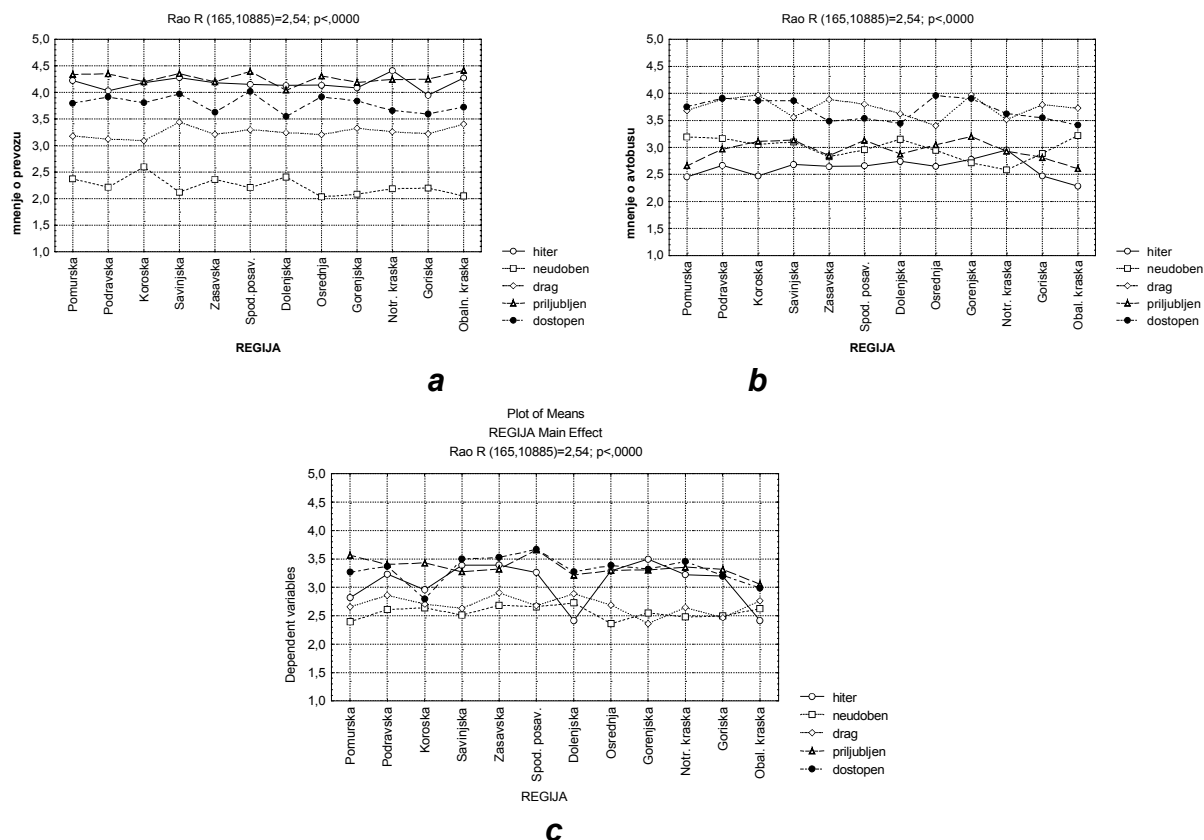 Rao R (165,10885)=2,54; p<,0000
mnenje o prevozu
5,0
4,5
4,0
3,5
3,0
2,5
2,0
1,5
1,0
Pomurska
Podravska
Koroska
Savinjska
Zasavska
Spod. posav.
Dolenjska
Osrednja
Gorenjska
Notr. kraska
Goriska
Obaln. kraska
REGIJA
hiter
neudoben
drag
priljubljen
dostopen
a
Rao R (165,10885)=2,54; p<,0000
mnenje o avtobusu
5,0
4,5
4,0
3,5
3,0
2,5
2,0
1,5
1,0
Pomurska
Podravska
Koroska
Savinjska
Zasavska
Spod. posav.
Dolenjska
Osrednja
Gorenjska
Notr. kraska
Goriska
Obal. kraska
REGIJA
hiter
neudoben
drag
priljubljen
dostopen
b
Plot of Means
REGIJA Main Effect
Rao R (165,10885)=2,54; p<,0000
Dependent variables
5,0
4,5
4,0
3,5
3,0
2,5
2,0
1,5
1,0
Pomurska
Podravska
Koroska
Savinjska
Zasavska
Spod. posav.
Dolenjska
Osrednja
Gorenjska
Notr. kraska
Goriska
Obal. kraska
REGIJA
hiter
neudoben
drag
priljubljen
dostopen
c